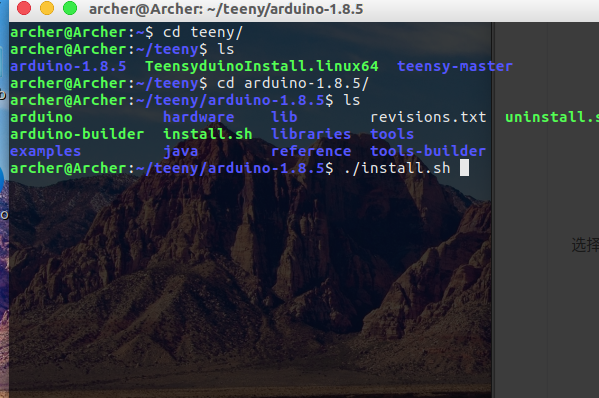 archer@Archer: ~/teeny/arduino-1.8.5
archer@Archer:~$ cd teeny/
archer@Archer:~/teeny$ ls
arduino-1.8.5 TeensyduinoInstall.linux64 teensy-master
archer@Archer:~/teeny$ cd arduino-1.8.5/
archer@Archer:~/teeny/arduino-1.8.5$ ls
arduino hardware lib revisions.txt uninstall.s
arduino-builder install.sh libraries tools
examples java reference tools-builder
archer@Archer:~/teeny/arduino-1.8.5$ ./install.sh
选择